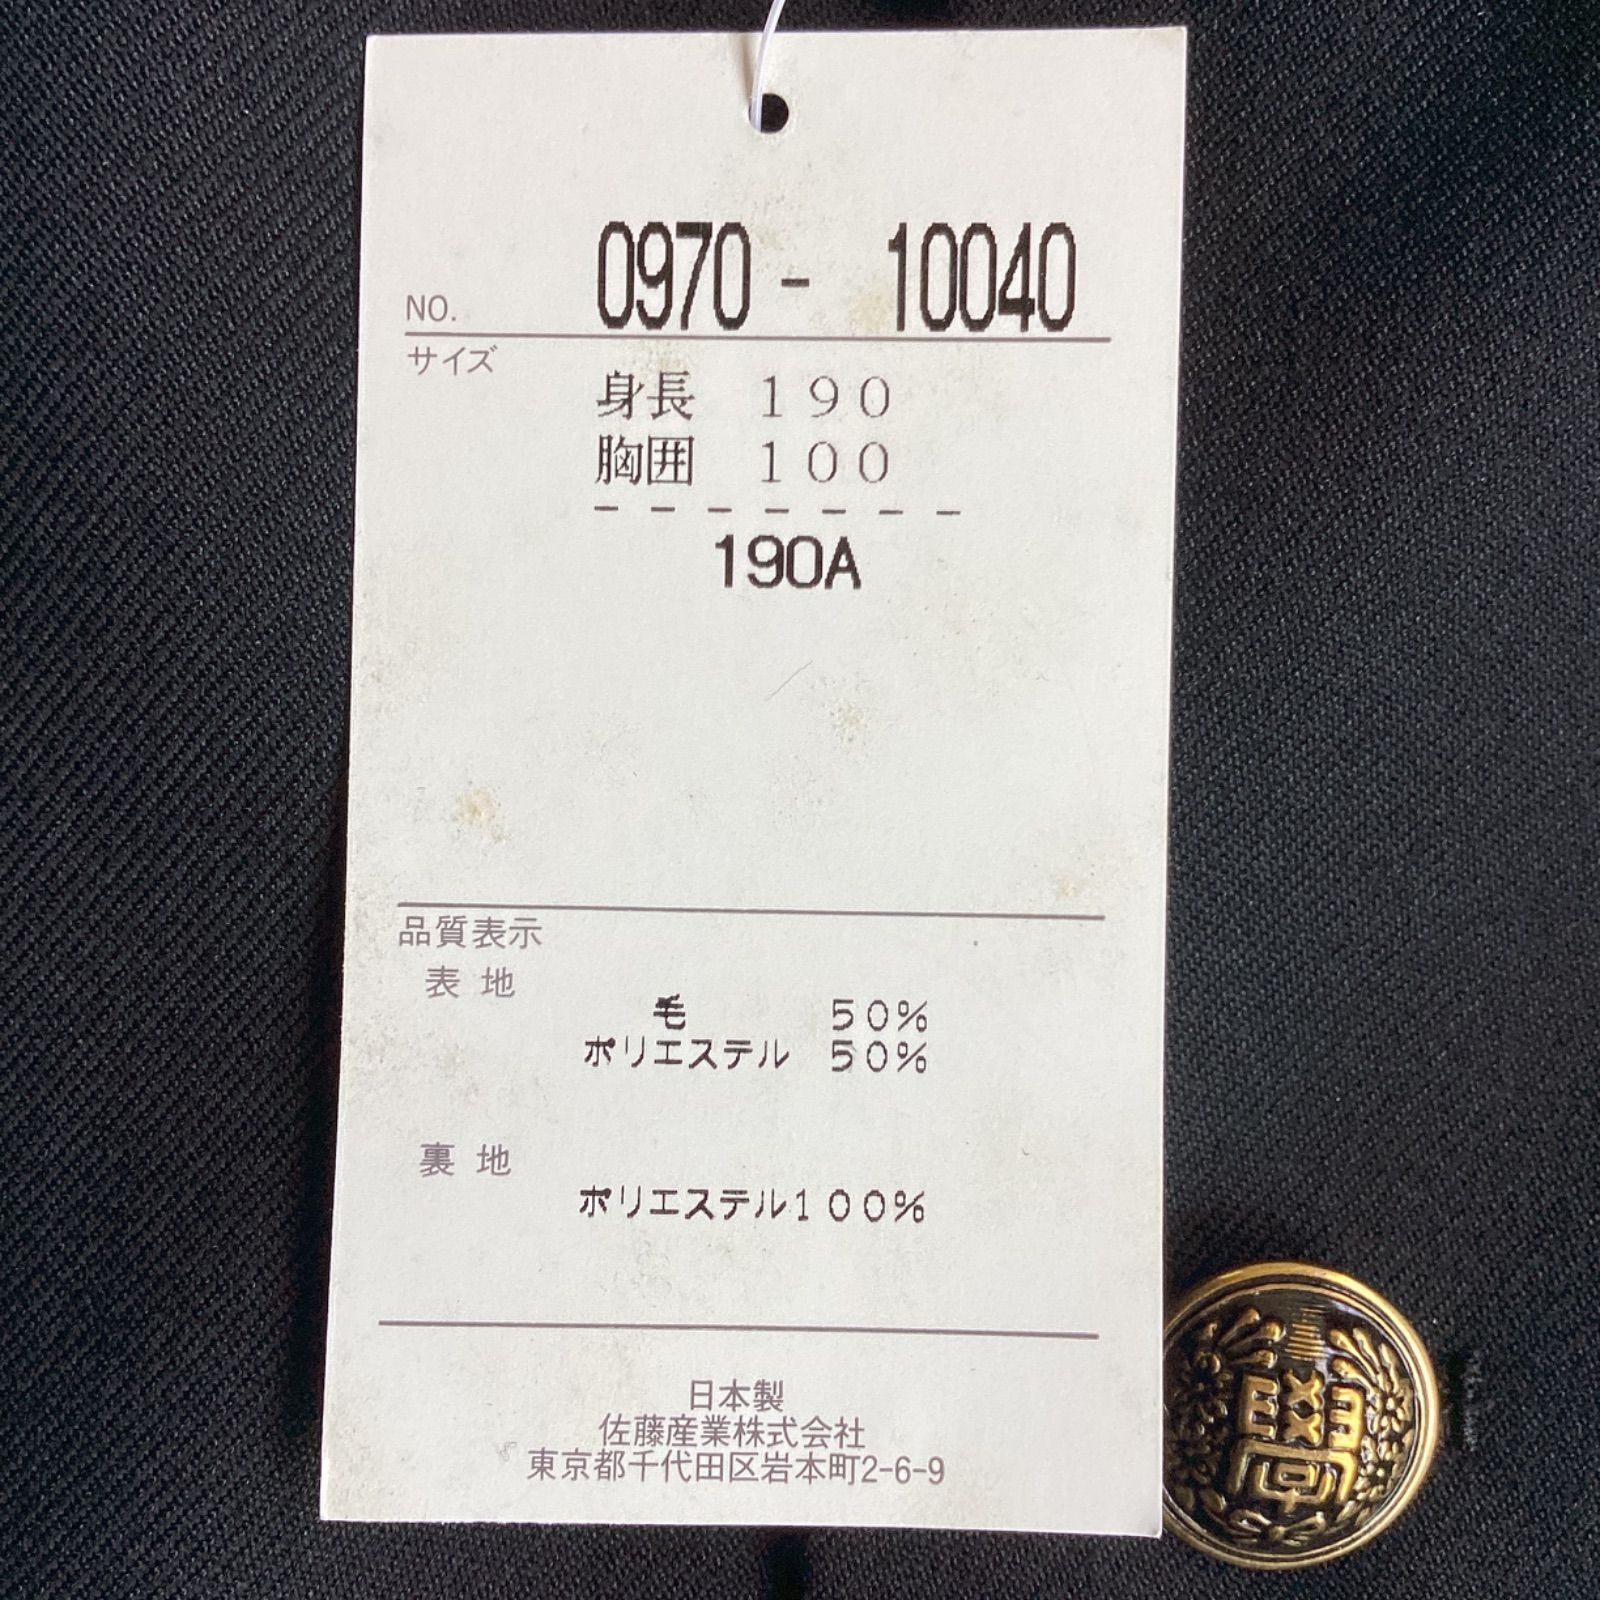 NO. 0970 - 10040
サイズ
身長 190
胸囲 100
190A
品質表示
表地
毛 50%
ポリエステル 50%
裏地
ポリエステル100%
日本製
佐藤産業株式会社
東京都千代田区岩本町2-6-9
學